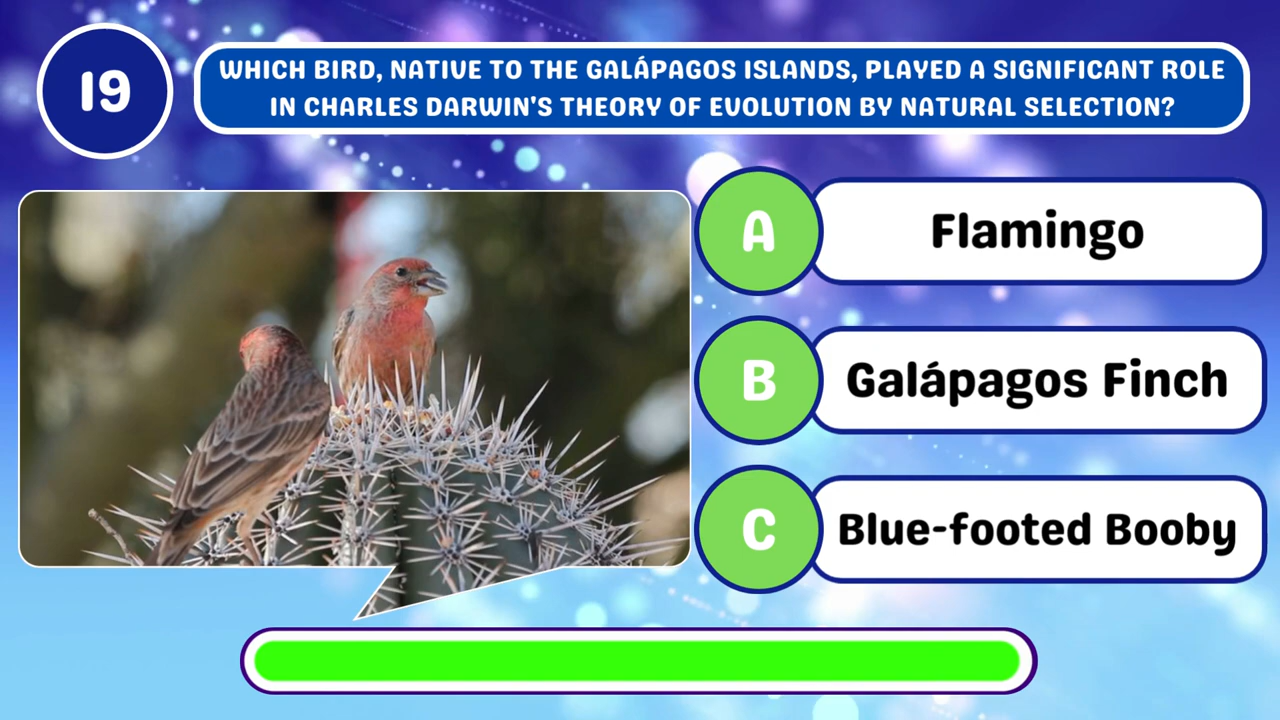 19
WHICH BIRD, NATIVE TO THE GALÁPAGOS ISLANDS, PLAYED A SIGNIFICANT ROLE
IN CHARLES DARWIN'S THEORY OF EVOLUTION BY NATURAL SELECTION?
A
Flamingo
B
Galápagos Finch
C
Blue-footed Booby